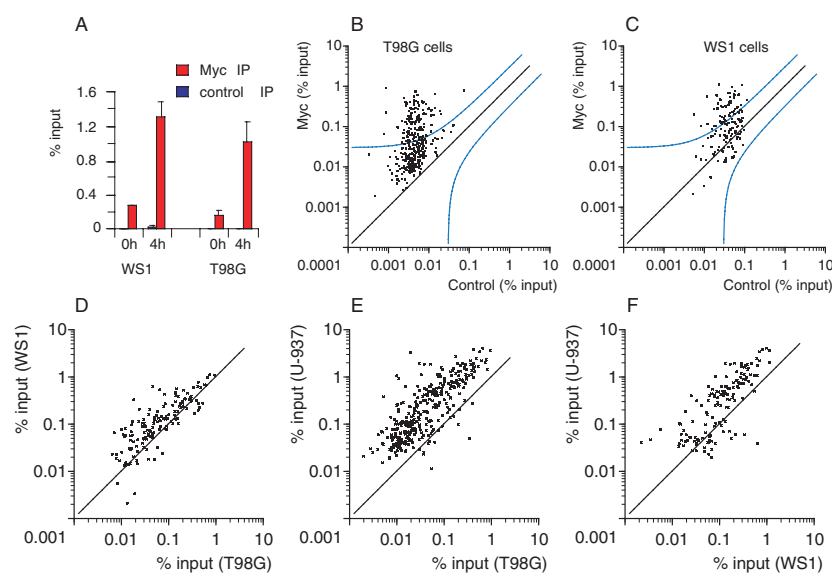 A
Myc IP
control IP
% input
1.6
1.2
0.8
0.4
0
0h 4h 0h 4h
WS1 T98G
B
T98G cells
Myc (% input)
10
1
0.1
0.01
0.001
0.0001
0.001 0.01 0.1 1 10
Control (% input)
C
WS1 cells
Myc (% input)
10
1
0.1
0.01
0.001
0.0001
0.001 0.01 0.1 1 10
Control (% input)
D
% input (WS1)
10
1
0.1
0.01
0.001
0.01 0.1 1 10
% input (T98G)
E
% input (U-937)
10
1
0.1
0.01
0.001
0.01 0.1 1 10
% input (T98G)
F
% input (U-937)
10
1
0.1
0.01
0.001
0.01 0.1 1 10
% input (WS1)